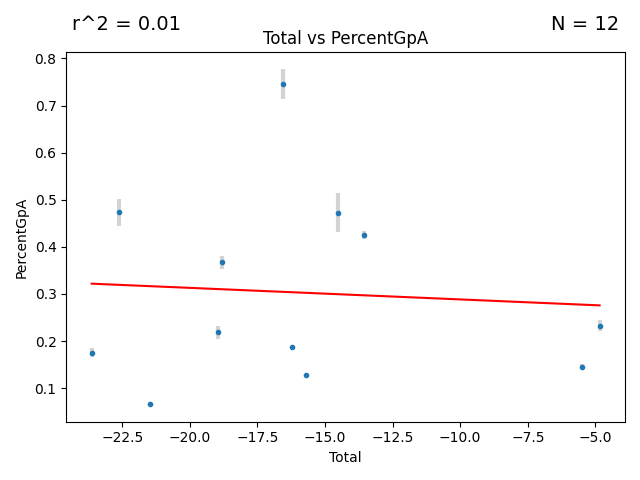 r^2 = 0.01
N = 12
Total vs PercentGpA
PercentGpA
0.8
0.7
0.6
0.5
0.4
0.3
0.2
0.1
−22.5 −20.0 −17.5 −15.0 −12.5 −10.0 −7.5 −5.0
Total